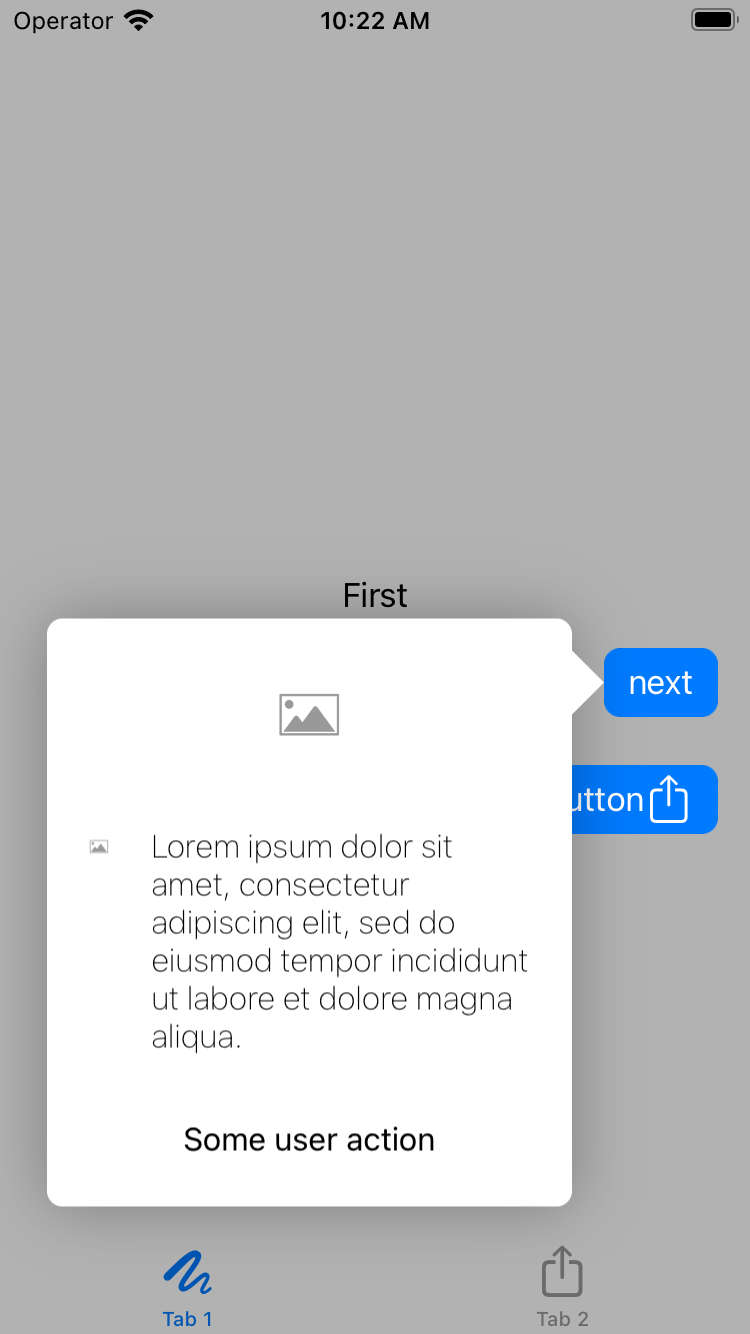 Operator 10:22 AM
First
next
utton
Lorem ipsum dolor sit
amet, consectetur
adipiscing elit, sed do
eiusmod tempor incididunt
ut labore et dolore magna
aliqua.
Some user action
Tab 1 Tab 2